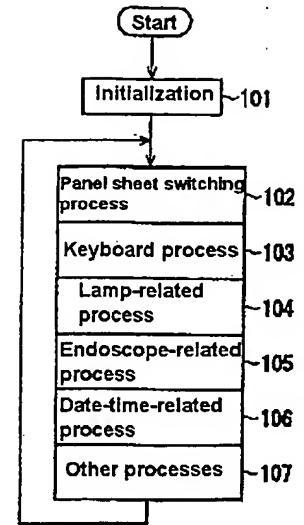 Start
Initialization
101
Panel sheet switching
process
102
Keyboard process
103
Lamp-related
process
104
Endoscope-related
process
105
Date-time-related
process
106
Other processes
107